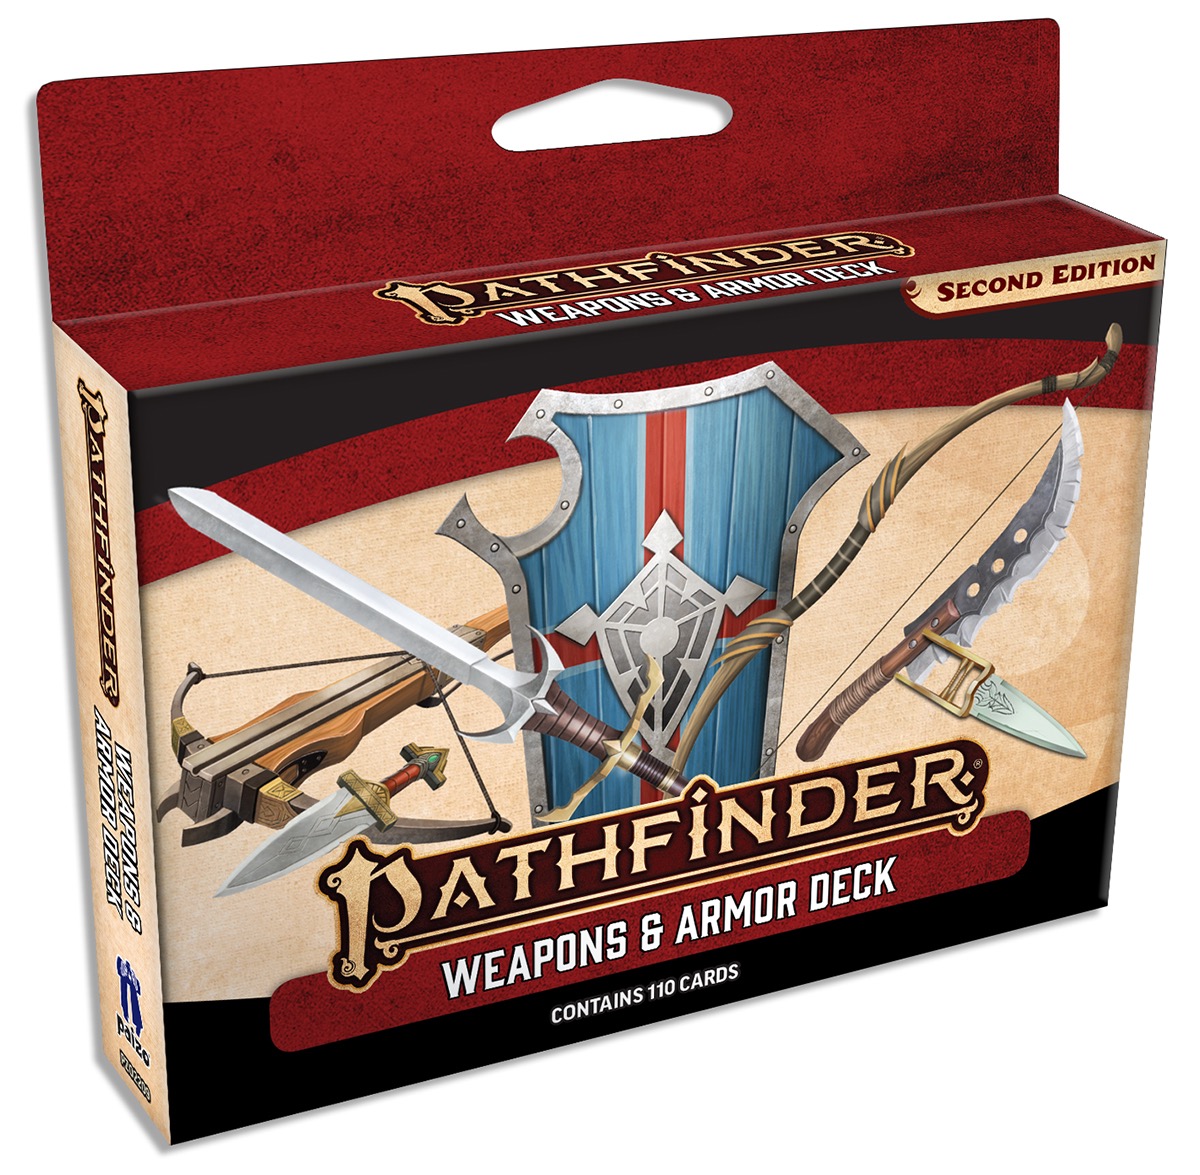 PATHFINDER
WEAPONS & ARMOR DECK
SECOND EDITION
PATHFINDER
WEAPONS &
ARMOR DECK
paizo
PATHFINDER®
WEAPONS & ARMOR DECK
CONTAINS 110 CARDS